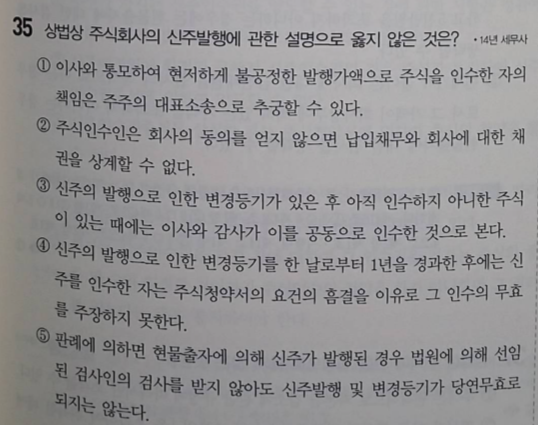 35 상법상 주식회사의 신주발행에 관한 설명으로 옳지 않은 것은? • 14년 세무사
① 이사와 통모하여 현저하게 불공정한 발행가액으로 주식을 인수한 자의
책임은 주주의 대표소송으로 추궁할 수 있다.
② 주식인수인은 회사의 동의를 얻지 않으면 납입채무와 회사에 대한 채
권을 상계할 수 없다.
③ 신주의 발행으로 인한 변경등기가 있은 후 아직 인수하지 아니한 주식
이 있는 때에는 이사와 감사가 이를 공동으로 인수한 것으로 본다.
④ 신주의 발행으로 인한 변경등기를 한 날로부터 1년을 경과한 후에는 신
주를 인수한 자는 주식청약서의 요건의 흠결을 이유로 그 인수의 무효
를 주장하지 못한다.
⑤ 판례에 의하면 현물출자에 의해 신주가 발행된 경우 법원에 의해 선임
된 검사인의 검사를 받지 않아도 신주발행 및 변경등기가 당연무효로
되지는 않는다.